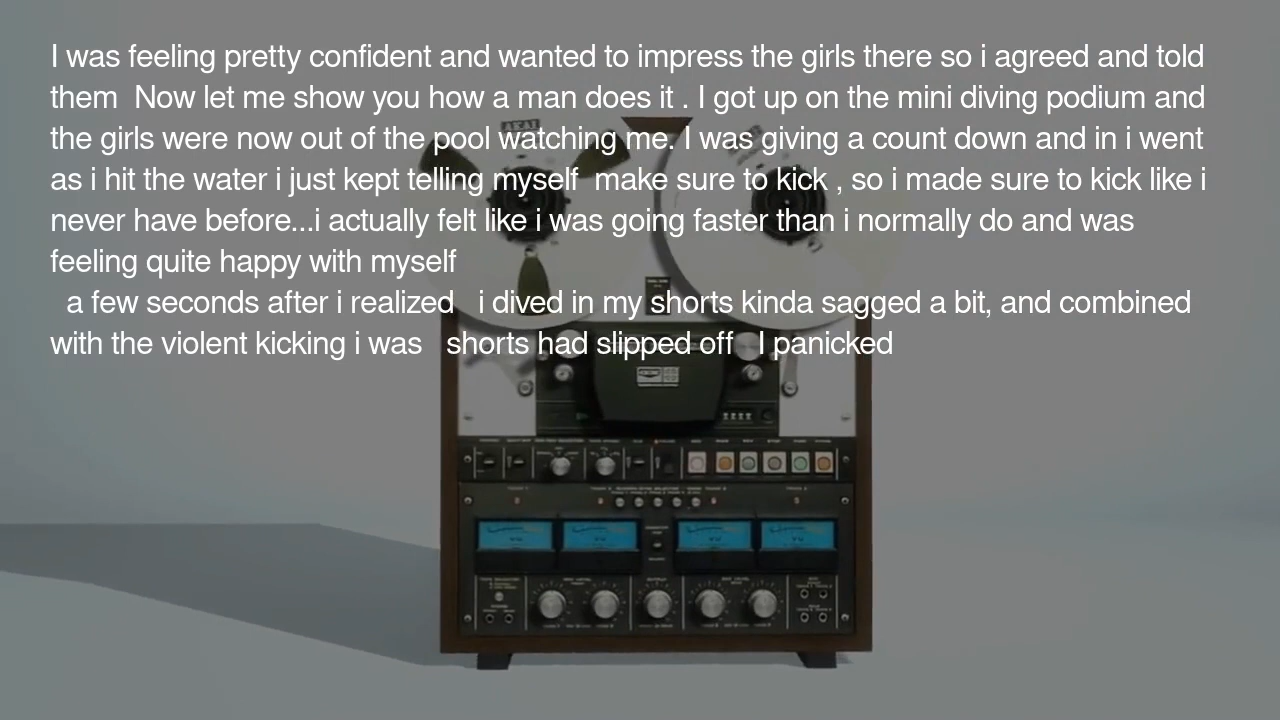 I was feeling pretty confident and wanted to impress the girls there so i agreed and told
them  Now let me show you how a man does it . I got up on the mini diving podium and
the girls were now out of the pool watching me. I was giving a count down and in i went
as i hit the water i just kept telling myself  make sure to kick , so i made sure to kick like i
never have before...i actually felt like i was going faster than i normally do and was
feeling quite happy with myself
a few seconds after i realized   i dived in my shorts kinda sagged a bit, and combined
with the violent kicking i was   shorts had slipped off   I panicked
AKAI